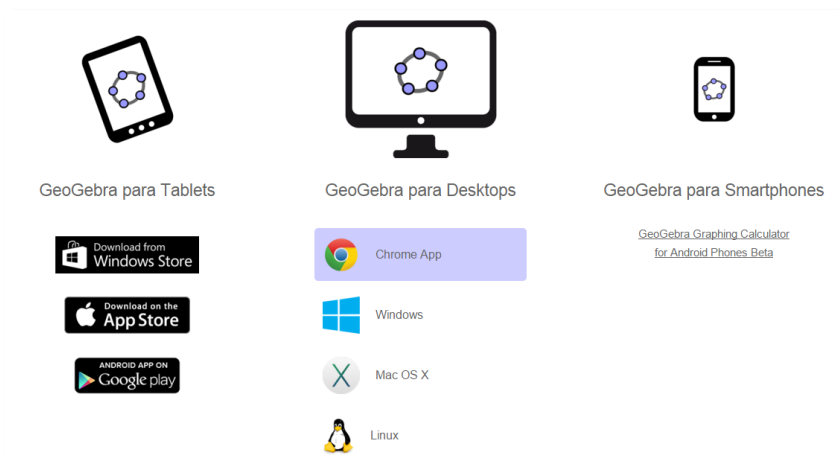 GeoGebra para Tablets
Download from
Windows Store
Download on the
App Store
ANDROID APP ON
Google play
GeoGebra para Desktops
Chrome App
Windows
Mac OS X
Linux
GeoGebra para Smartphones
GeoGebra Graphing Calculator
for Android Phones Beta